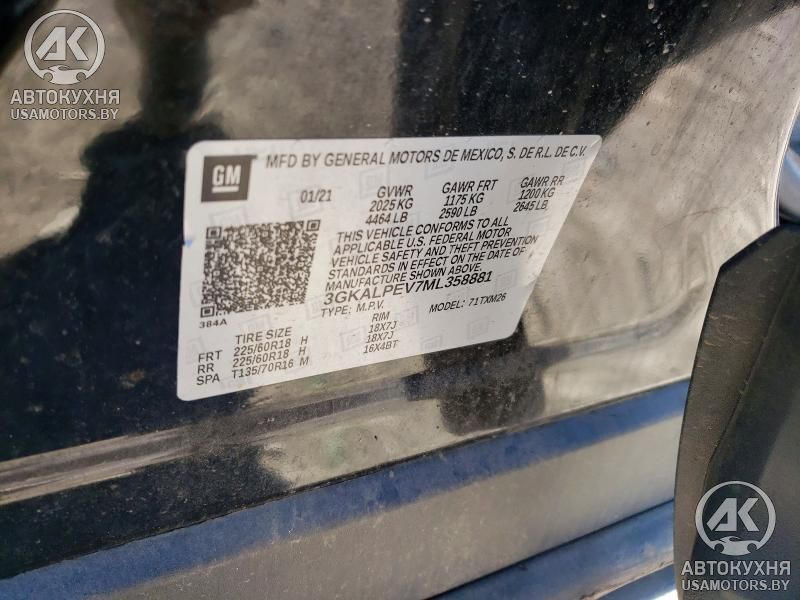 AK
АВТОКУХНЯ
USAMOTORS.BY
GM
MFD BY GENERAL MOTORS DE MEXICO, S. DE R.L. DE C.V.
01/21 GVWR GAWR FRT GAWR RR
2025 KG 1175 KG 1200 KG
4464 LB 2590 LB 2645 LB
THIS VEHICLE CONFORMS TO ALL
APPLICABLE U.S. FEDERAL MOTOR
VEHICLE SAFETY AND THEFT PREVENTION
STANDARDS IN EFFECT ON THE DATE OF
MANUFACTURE SHOWN ABOVE.
3GKALPEV7ML358881
TYPE: M.P.V. MODEL: 71TXM26
384A
TIRE SIZE RIM
FRT 225/60R18 H 18X7J
RR 225/60R18 H 18X7J
SPA T135/70R16 M 16X4BT
AK
АВТОКУХНЯ
USAMOTORS.BY